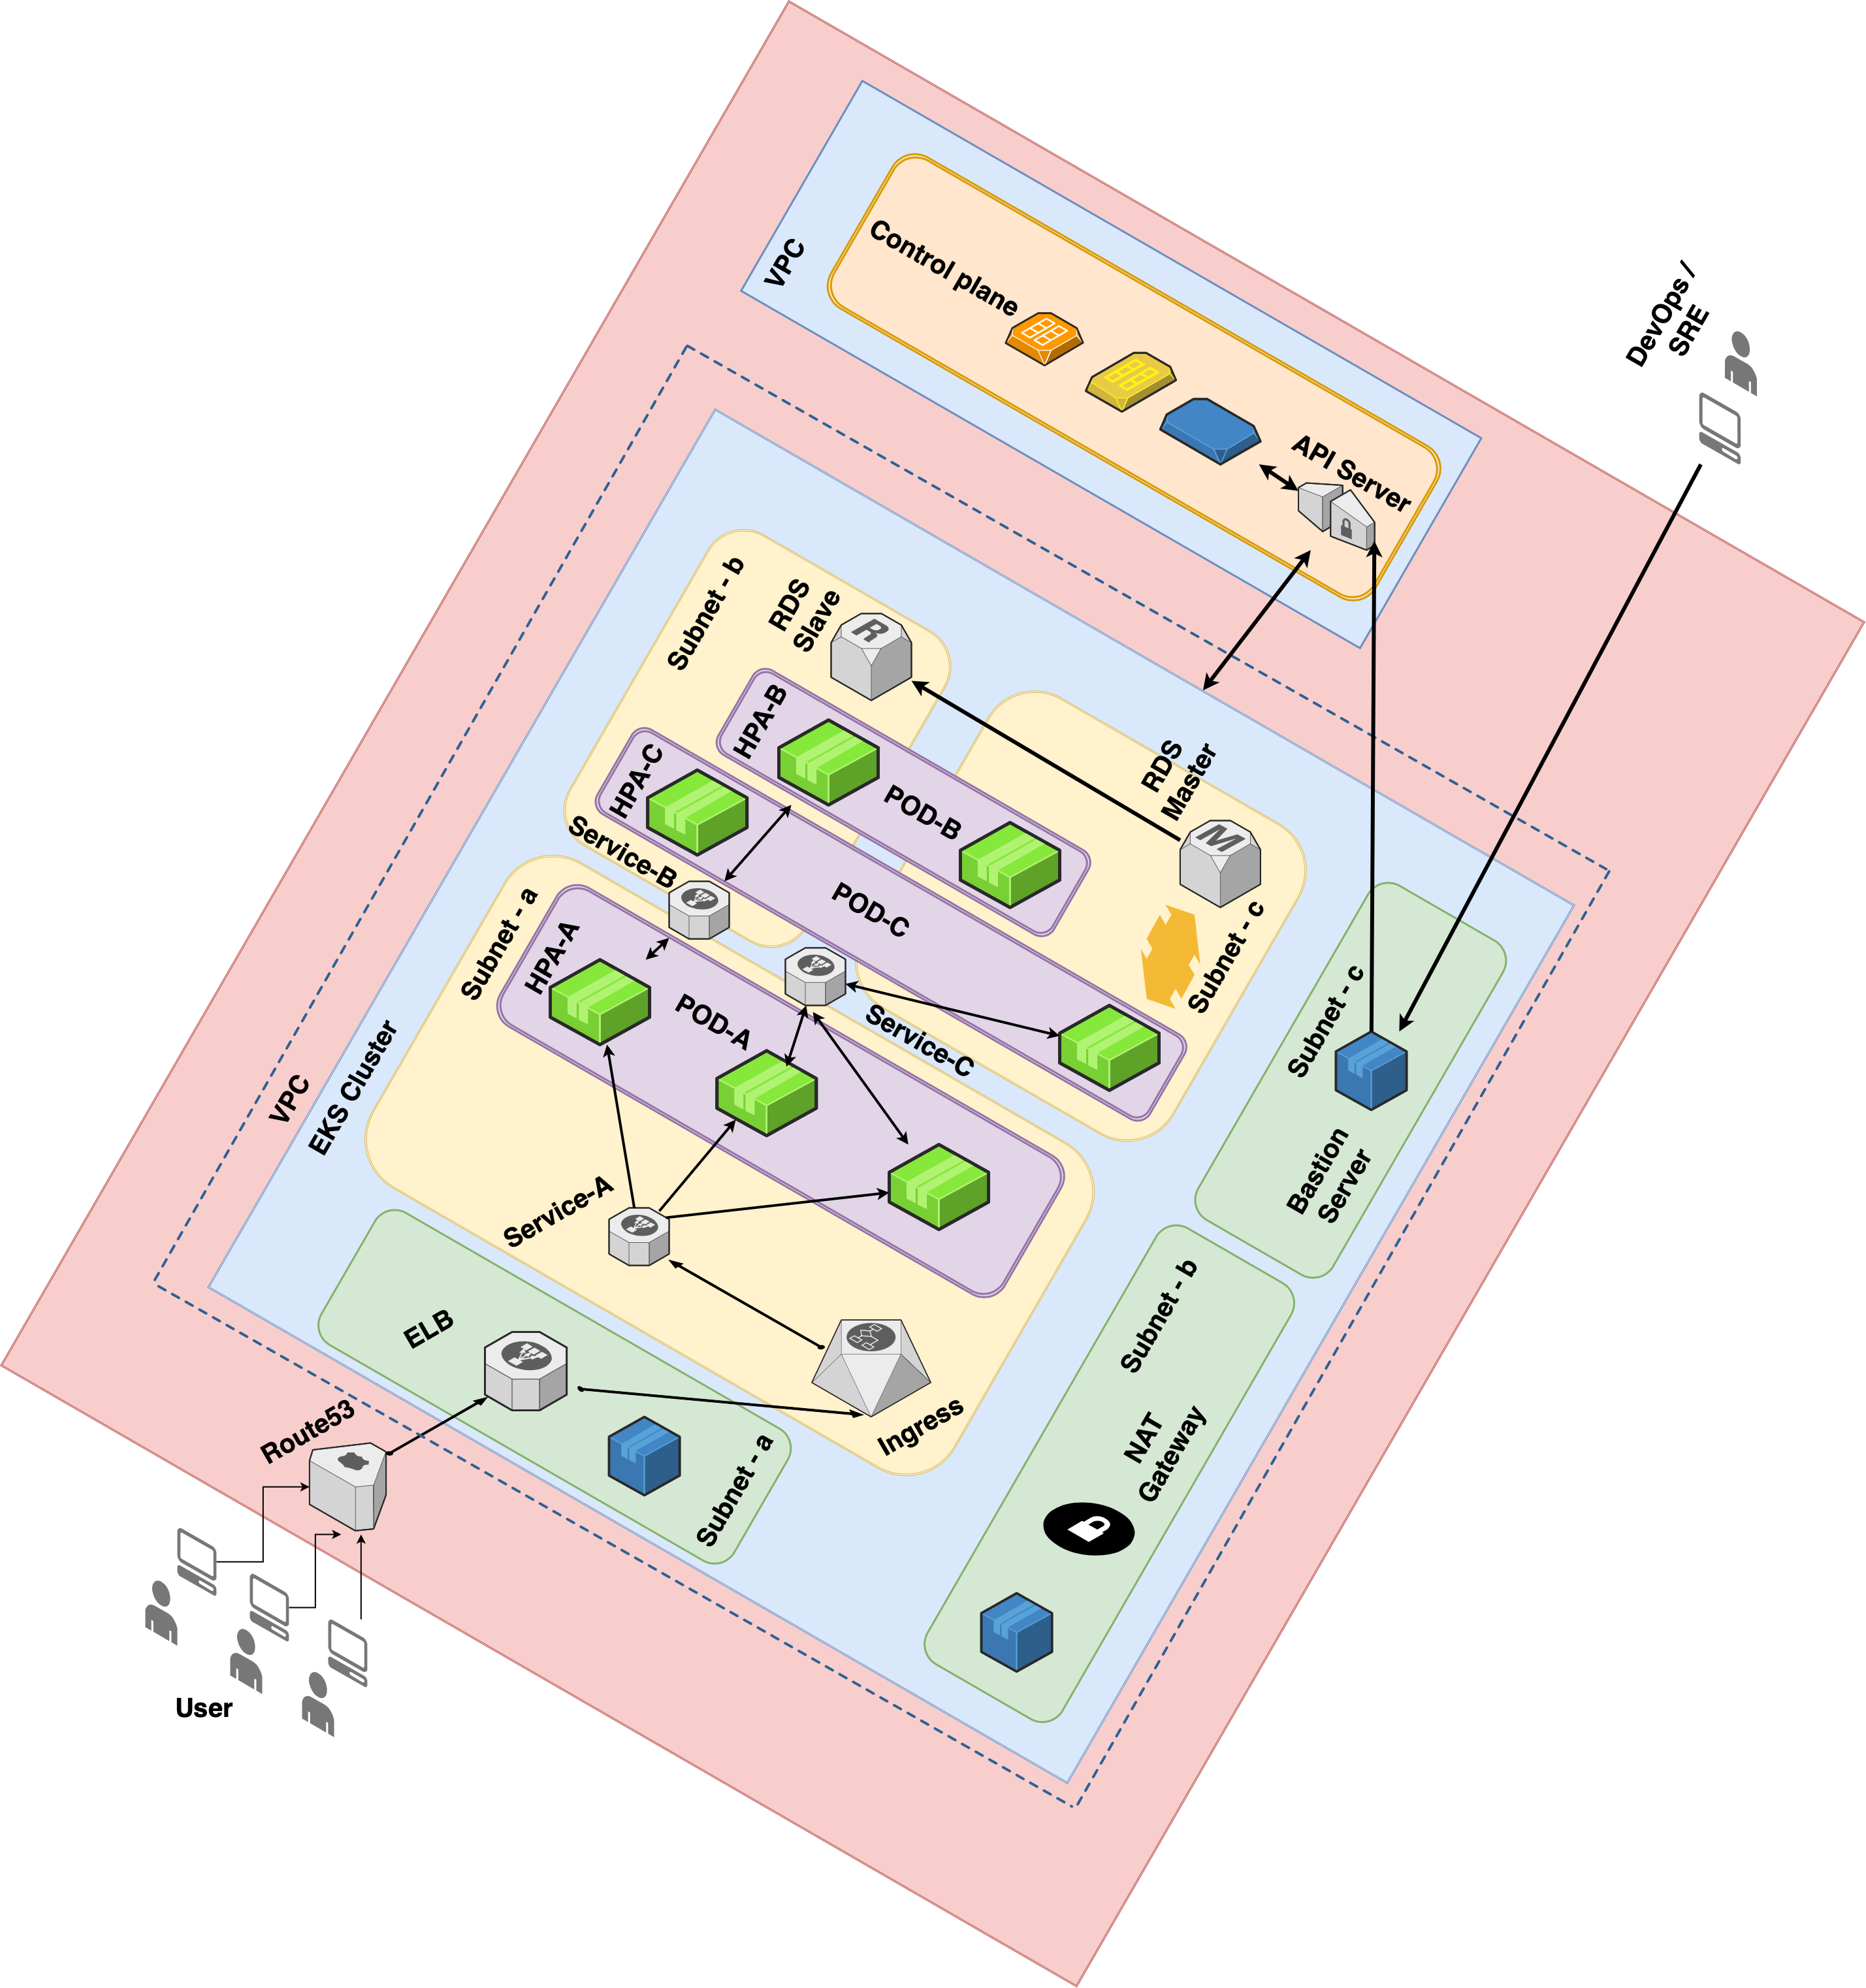 VPC
Control plane
API Server
DevOps /
SRE
VPC
EKS Cluster
Subnet - b
RDS
Slave
HPA-B
POD-B
HPA-C
POD-C
RDS
Master
Subnet - c
Service-B
Subnet - a
HPA-A
POD-A
Service-C
Service-A
Subnet - c
Bastion
Server
Subnet - b
NAT
Gateway
ELB
Ingress
Subnet - a
Route53
User
R
M